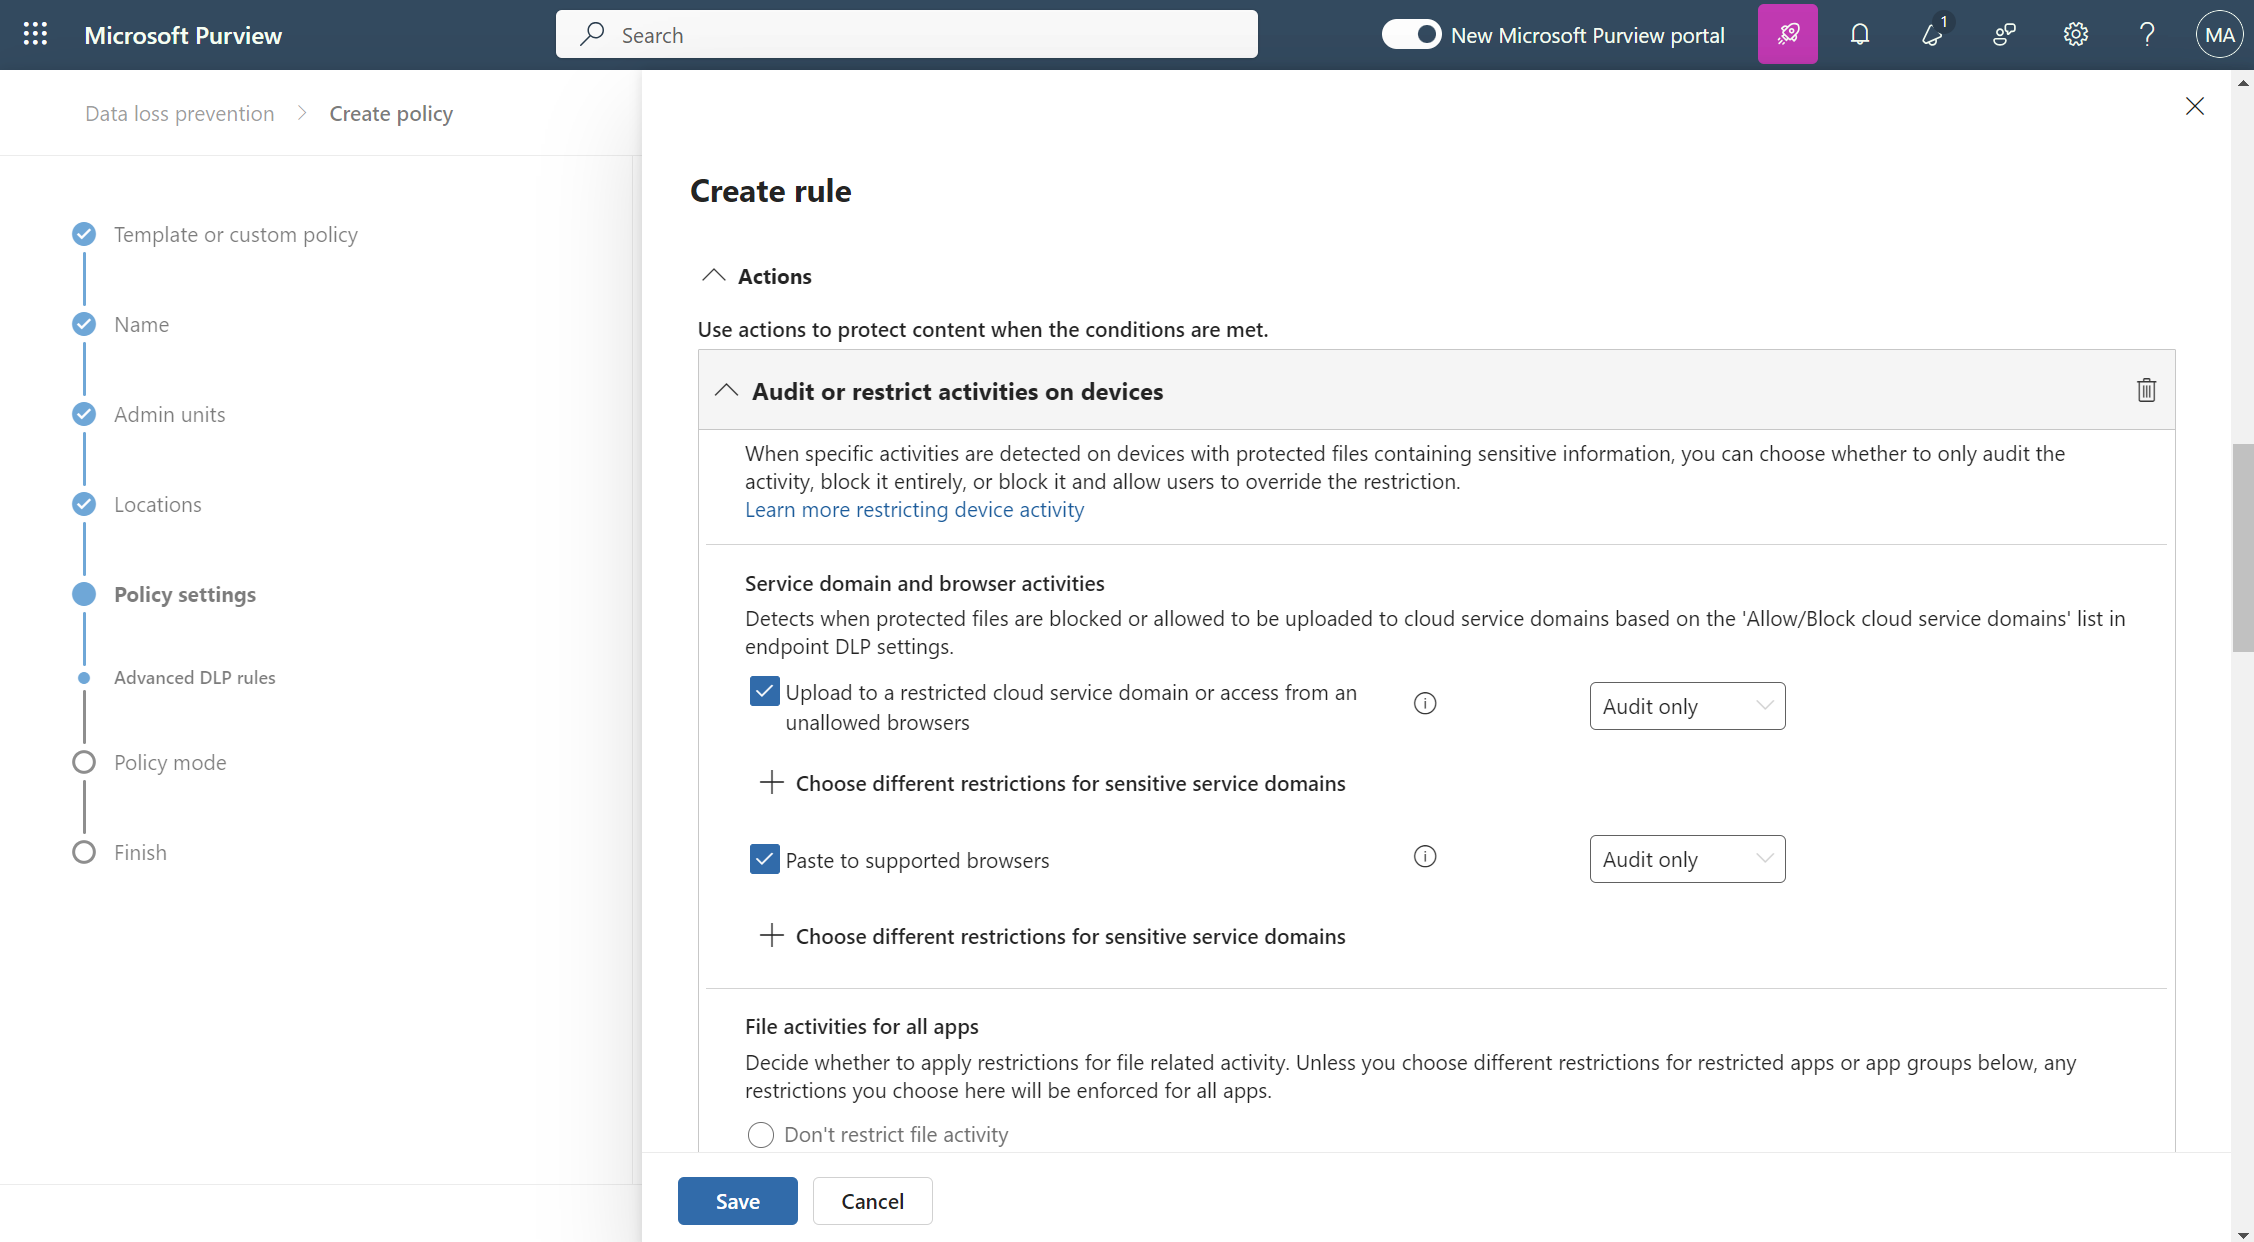 Microsoft Purview
Search
New Microsoft Purview portal
1
MA
Data loss prevention
Create policy
Template or custom policy
Name
Admin units
Locations
Policy settings
Advanced DLP rules
Policy mode
Finish
Create rule
Actions
Use actions to protect content when the conditions are met.
Audit or restrict activities on devices
When specific activities are detected on devices with protected files containing sensitive information, you can choose whether to only audit the
activity, block it entirely, or block it and allow users to override the restriction.
Learn more restricting device activity
Service domain and browser activities
Detects when protected files are blocked or allowed to be uploaded to cloud service domains based on the 'Allow/Block cloud service domains' list in
endpoint DLP settings.
Upload to a restricted cloud service domain or access from an
unallowed browsers
Audit only
Choose different restrictions for sensitive service domains
Paste to supported browsers
Audit only
Choose different restrictions for sensitive service domains
File activities for all apps
Decide whether to apply restrictions for file related activity. Unless you choose different restrictions for restricted apps or app groups below, any
restrictions you choose here will be enforced for all apps.
Don't restrict file activity
Save
Cancel